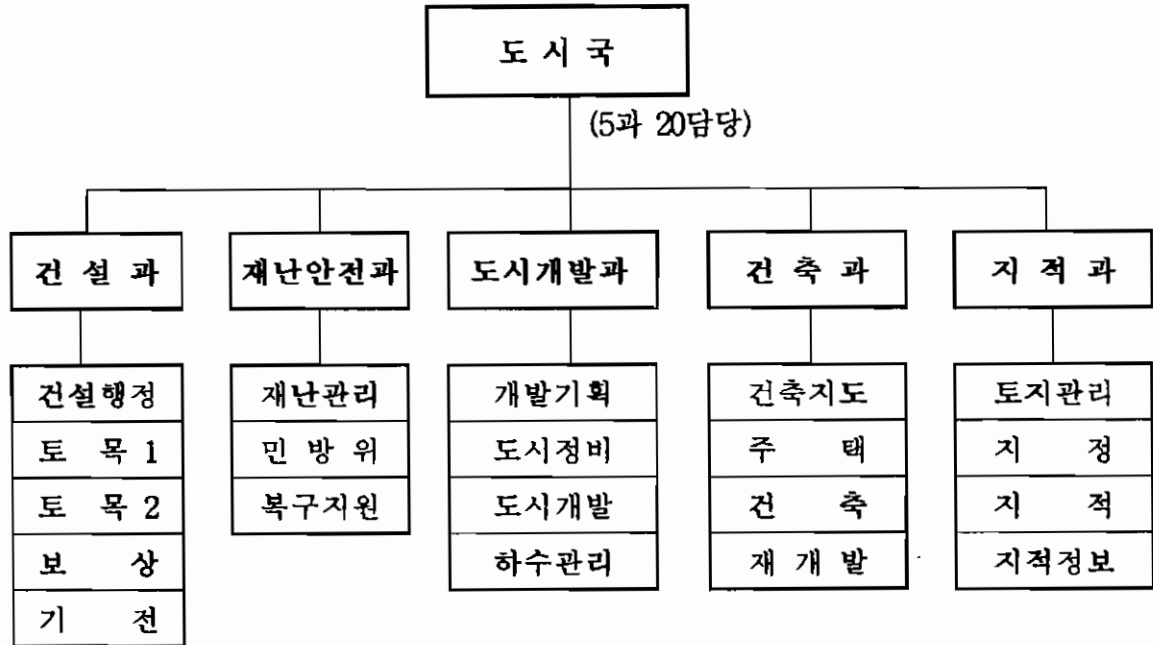 도 시 국
(5과 20담당)
건 설 과
재난안전과
도시개발과
건 축 과
지 적 과
건설행정
토 목 1
토 목 2
보 상
기 전
재난관리
민 방 위
복구지원
개발기획
도시정비
도시개발
하수관리
건축지도
주 택
건 축
재 개 발
토지관리
지 정
지 적
지적정보